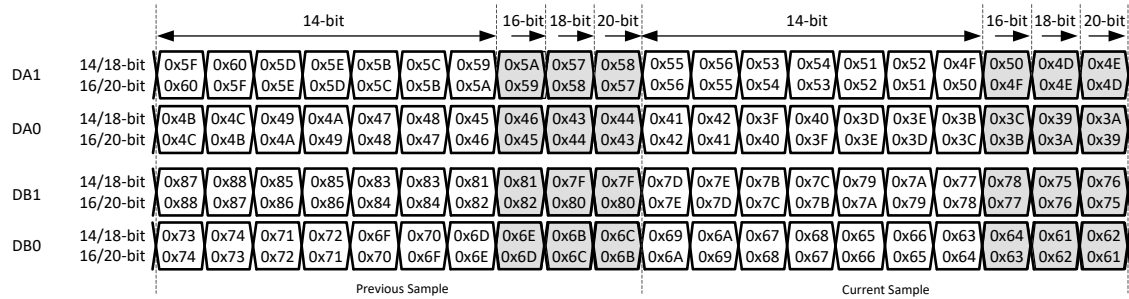 14-bit 16-bit 18-bit 20-bit 14-bit 16-bit 18-bit 20-bit
DA1
14/18-bit 0x5F 0x60 0x5D 0x5E 0x5B 0x5C 0x59 0x5A 0x57 0x58 0x55 0x56 0x53 0x54 0x51 0x52 0x4F 0x50 0x4D 0x4E
16/20-bit 0x60 0x5F 0x5E 0x5D 0x5C 0x5B 0x5A 0x59 0x58 0x57 0x56 0x55 0x54 0x53 0x52 0x51 0x50 0x4F 0x4E 0x4D
DA0
14/18-bit 0x4B 0x4C 0x49 0x4A 0x47 0x48 0x45 0x46 0x43 0x44 0x41 0x42 0x3F 0x40 0x3D 0x3E 0x3B 0x3C 0x39 0x3A
16/20-bit 0x4C 0x4B 0x4A 0x49 0x48 0x47 0x46 0x45 0x44 0x43 0x42 0x41 0x40 0x3F 0x3E 0x3D 0x3C 0x3B 0x3A 0x39
DB1
14/18-bit 0x87 0x88 0x85 0x85 0x83 0x83 0x81 0x81 0x7F 0x7F 0x7D 0x7E 0x7B 0x7C 0x79 0x7A 0x77 0x78 0x75 0x76
16/20-bit 0x88 0x87 0x86 0x86 0x84 0x84 0x82 0x82 0x80 0x80 0x7E 0x7D 0x7C 0x7B 0x7A 0x79 0x78 0x77 0x76 0x75
DB0
14/18-bit 0x73 0x74 0x71 0x72 0x6F 0x70 0x6D 0x6E 0x6B 0x6C 0x69 0x6A 0x67 0x68 0x65 0x66 0x63 0x64 0x61 0x62
16/20-bit 0x74 0x73 0x72 0x71 0x70 0x6F 0x6E 0x6D 0x6C 0x6B 0x6A 0x69 0x68 0x67 0x66 0x65 0x64 0x63 0x62 0x61
Previous Sample Current Sample